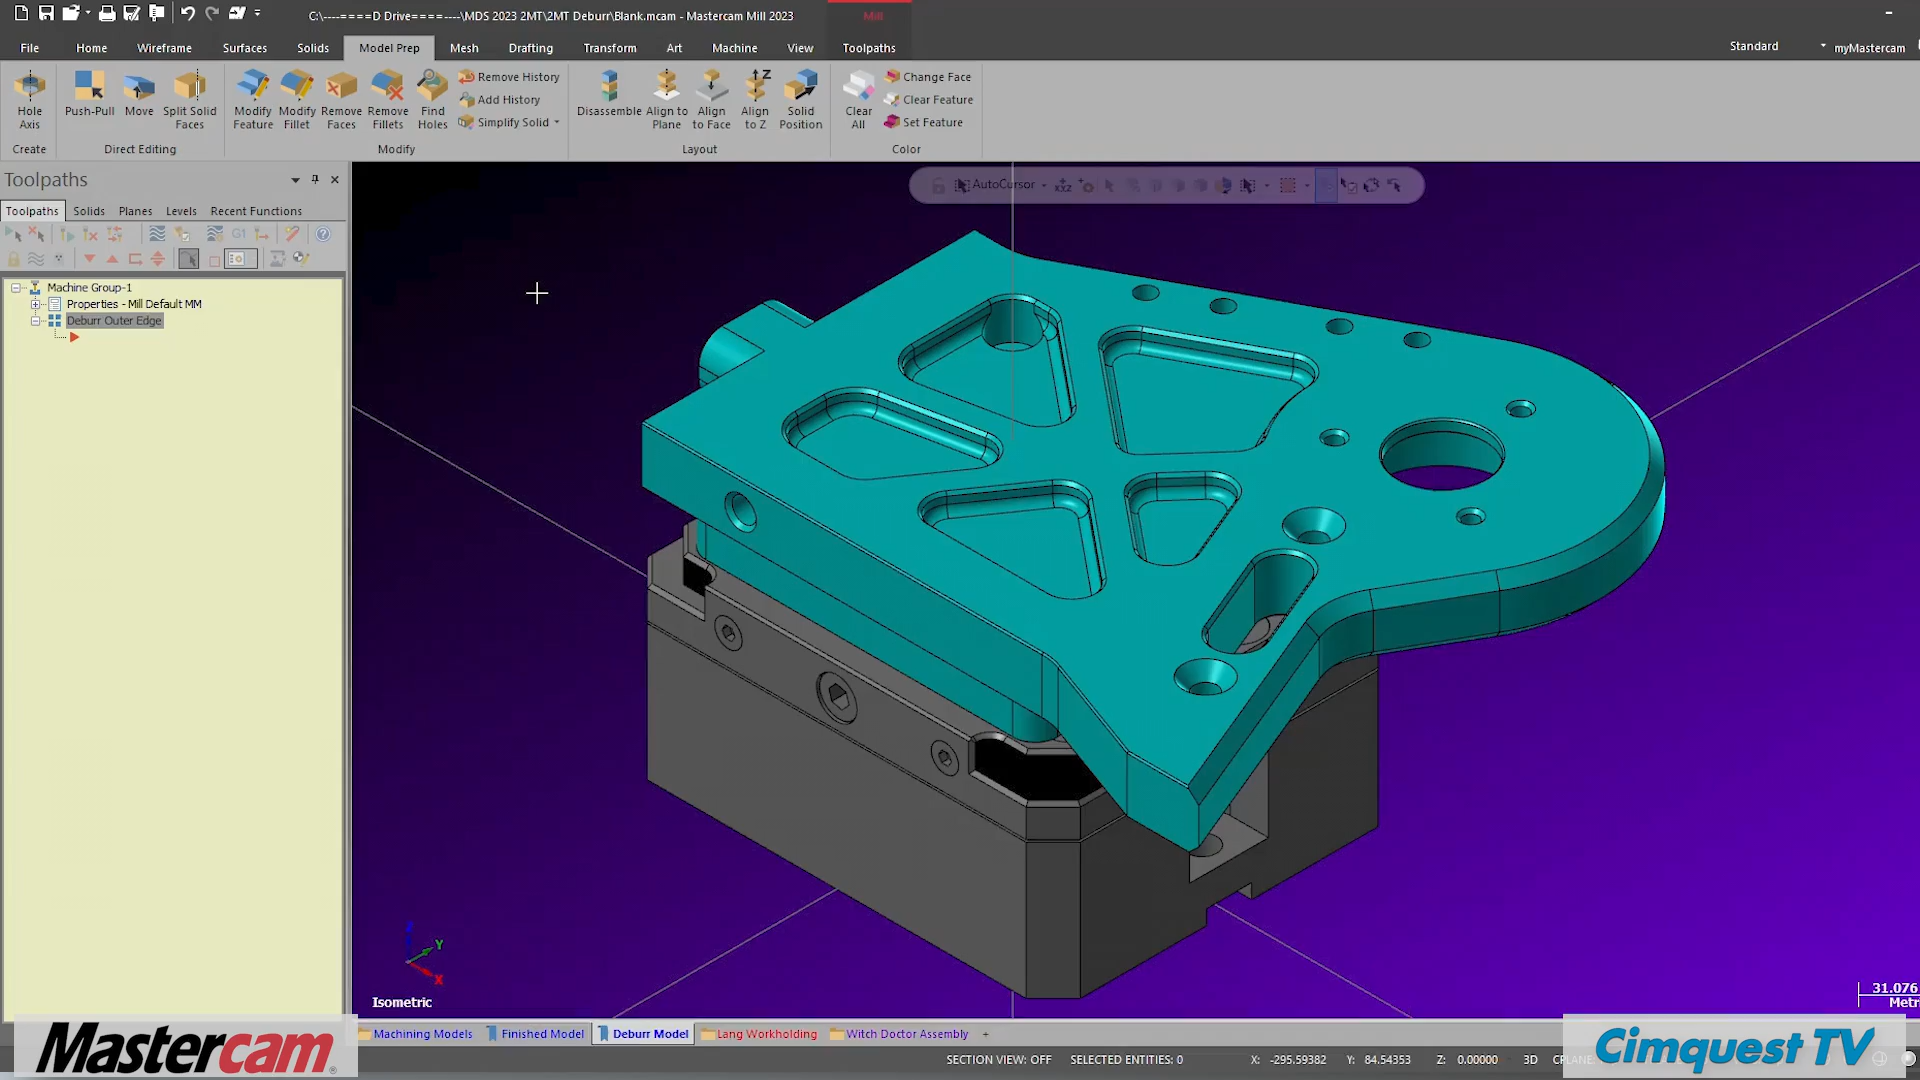 C:\----====D Drive====----\MDS 2023 2MT\2MT Deburr\Blank.mcam - Mastercam Mill 2023
Mill
File Home Wireframe Surfaces Solids Model Prep Mesh Drafting Transform Art Machine View Toolpaths
Standard myMastercam
Hole Axis
Push-Pull
Move
Split Solid Faces
Modify Feature
Modify Fillet
Remove Faces
Remove Fillets
Find Holes
Remove History
Add History
Simplify Solid
Disassemble
Align to Plane
Align to Face
Align to Z
Solid Position
Clear All
Change Face
Clear Feature
Set Feature
Create Direct Editing Modify Layout Color
Toolpaths
Toolpaths Solids Planes Levels Recent Functions
AutoCursor
XYZ
G1
Machine Group-1
Properties - Mill Default MM
Deburr Outer Edge
Z
Y
X
Isometric
31.076
Metri
Machining Models Finished Model Deburr Model Lang Workholding Witch Doctor Assembly +
SECTION VIEW: OFF SELECTED ENTITIES: 0 X: -295.59382 Y: 84.54353 Z: 0.00000 3D
Mastercam®
Cimquest TV